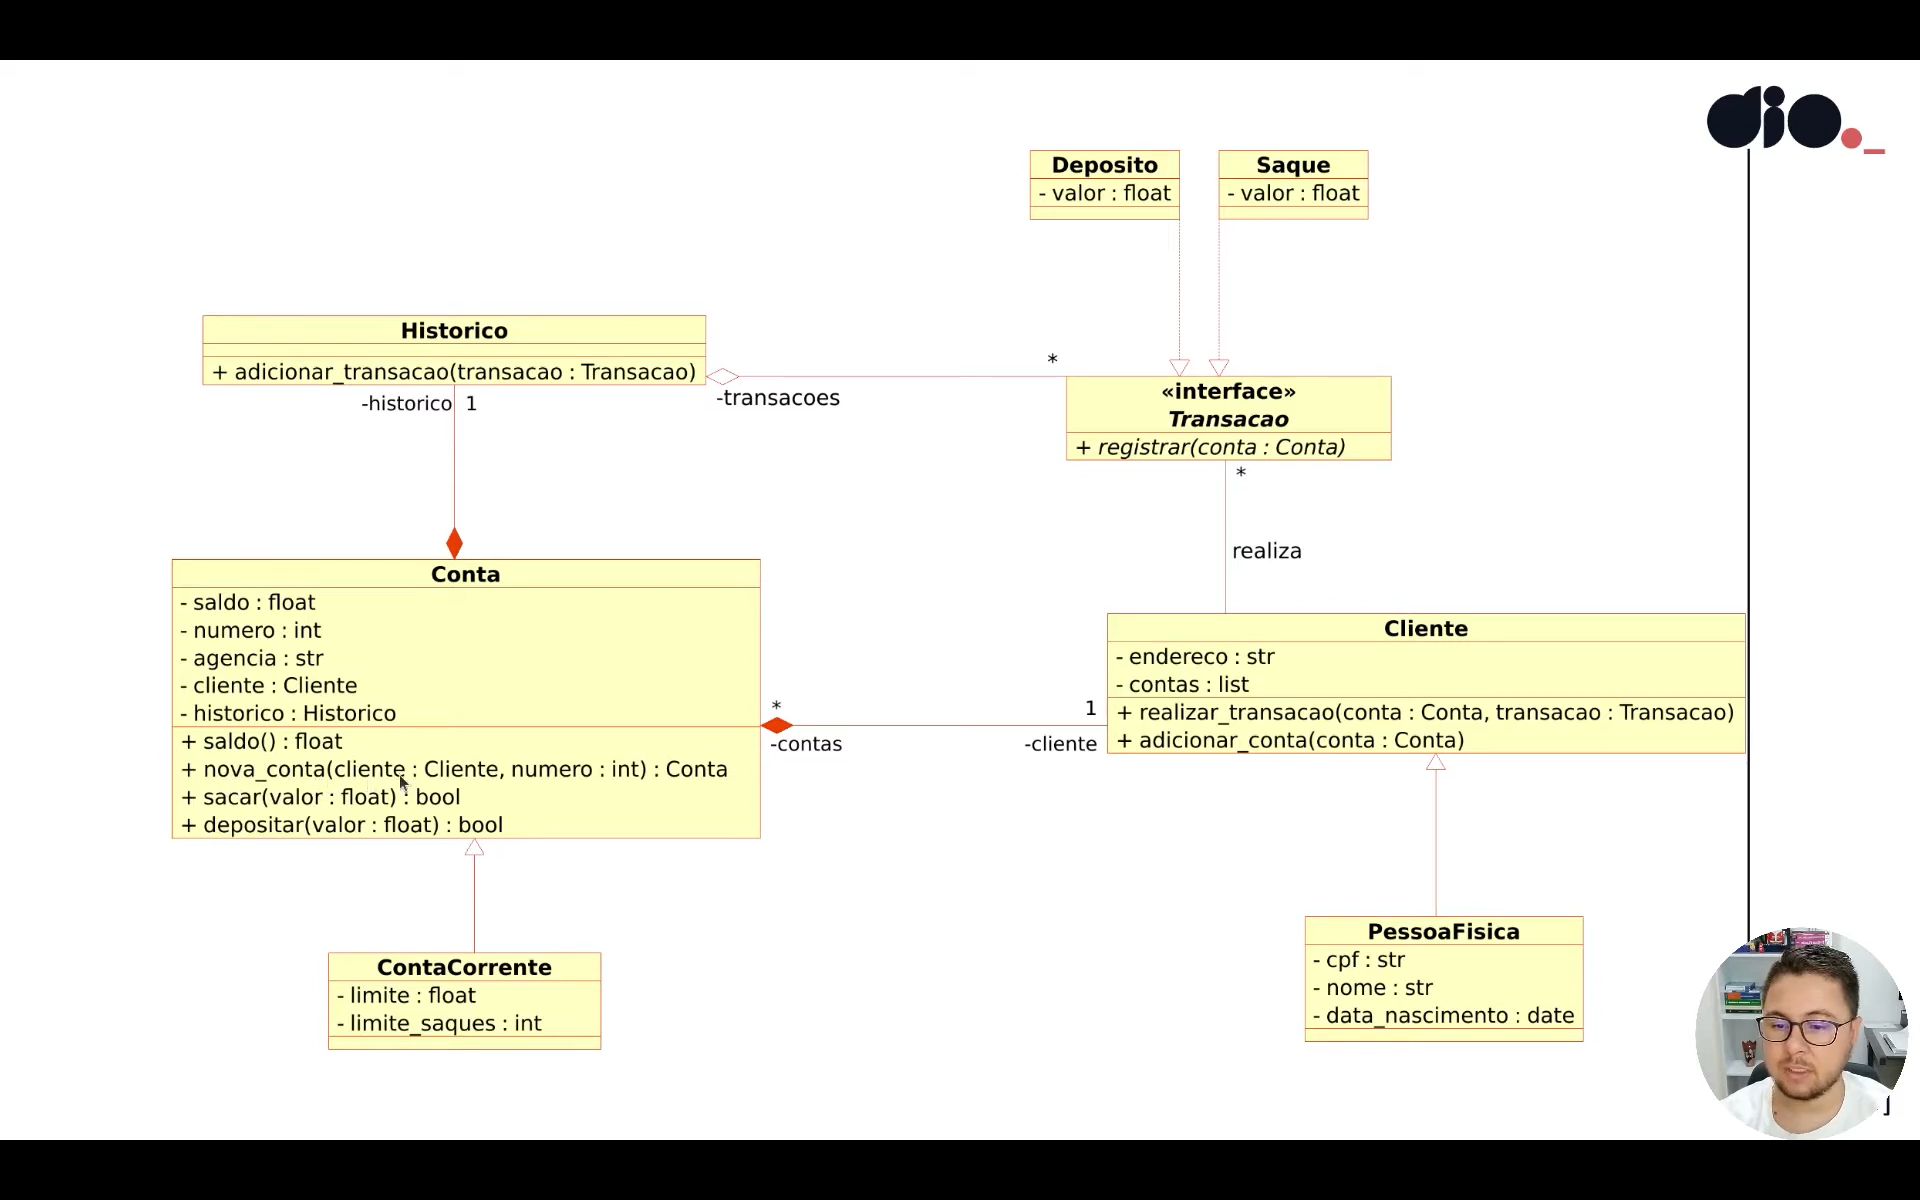 dio._
Deposito
- valor : float
Saque
- valor : float
Historico
+ adicionar_transacao(transacao : Transacao)
-historico 1
*
-transacoes
«interface»
Transacao
+ registrar(conta : Conta)
*
realiza
Conta
- saldo : float
- numero : int
- agencia : str
- cliente : Cliente
- historico : Historico
+ saldo() : float
+ nova_conta(cliente : Cliente, numero : int) : Conta
+ sacar(valor : float) : bool
+ depositar(valor : float) : bool
*
-contas
1
-cliente
Cliente
- endereco : str
- contas : list
+ realizar_transacao(conta : Conta, transacao : Transacao)
+ adicionar_conta(conta : Conta)
ContaCorrente
- limite : float
- limite_saques : int
PessoaFisica
- cpf : str
- nome : str
- data_nascimento : date
]